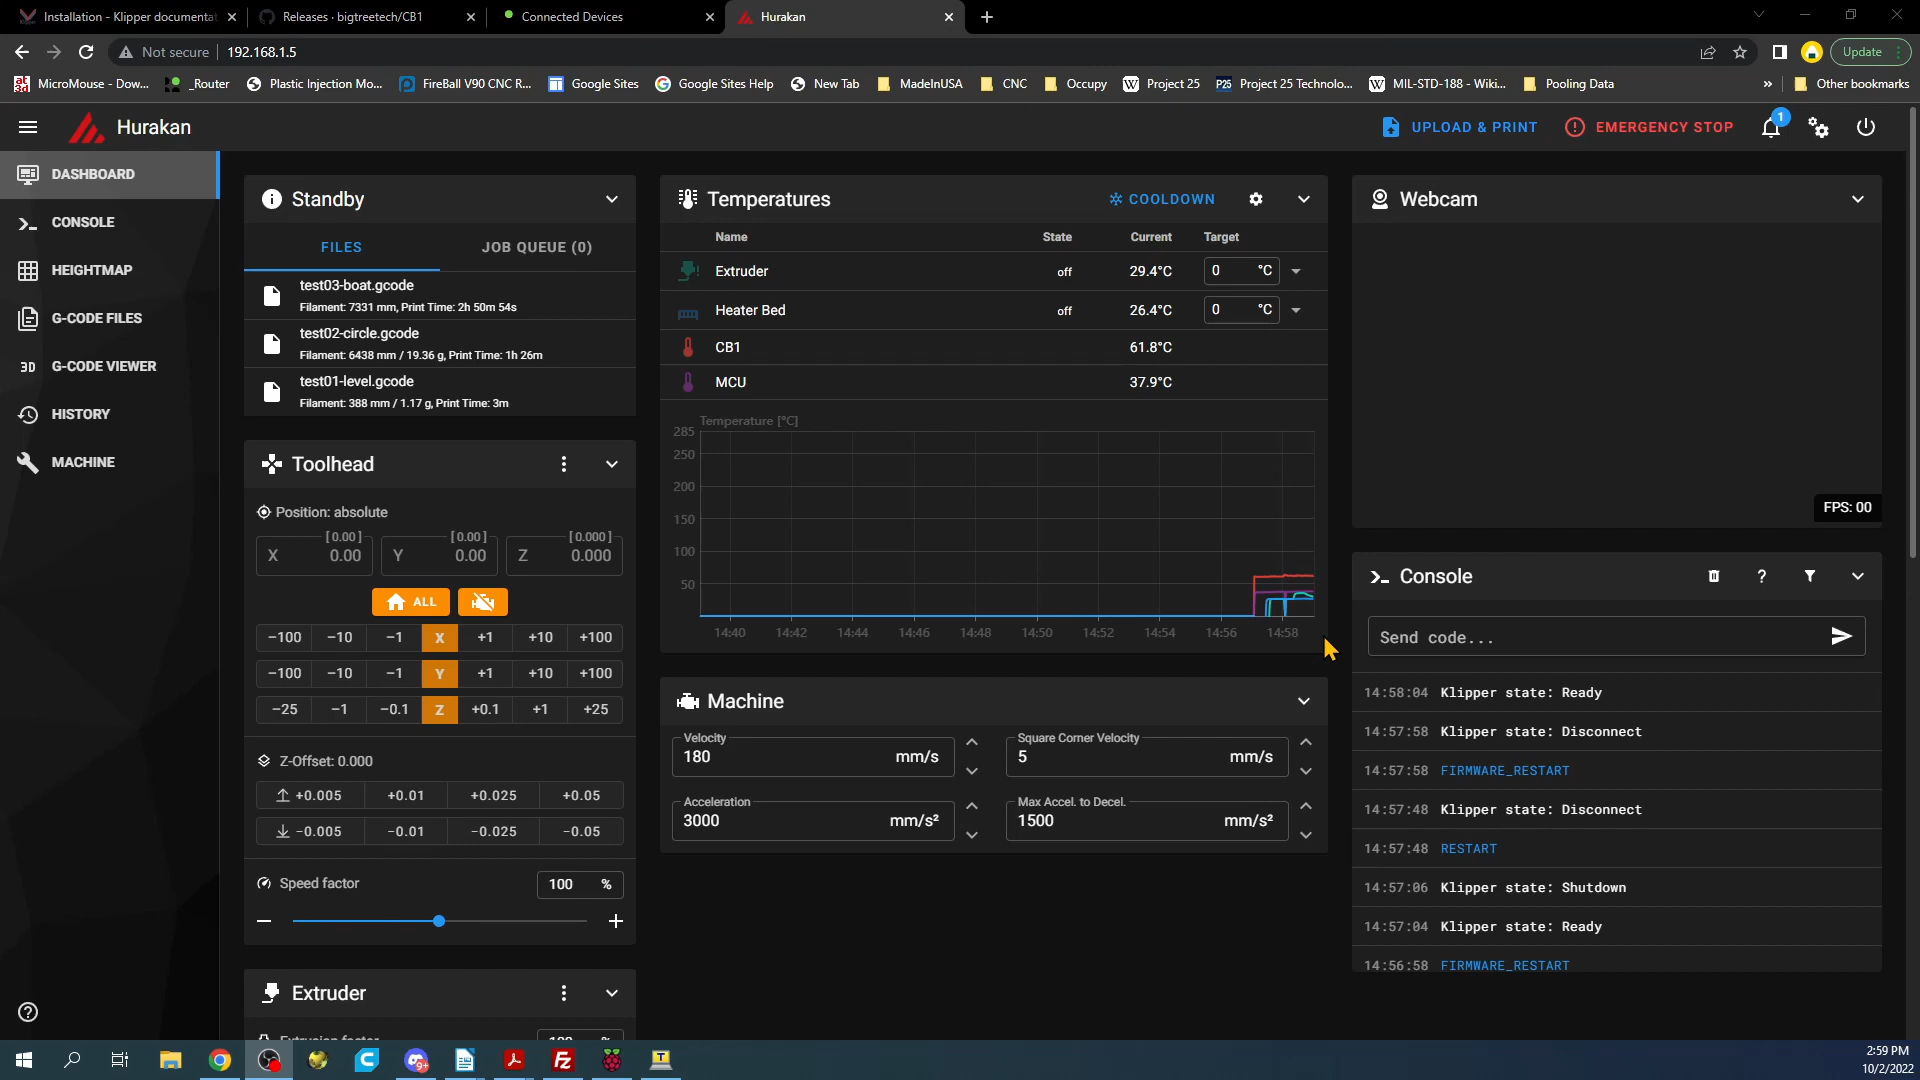 Installation - Klipper documentat
Releases · bigtreetech/CB1
Connected Devices
Hurakan
Not secure
192.168.1.5
Update
MicroMouse - Dow...
_Router
Plastic Injection Mo...
FireBall V90 CNC R...
Google Sites
Google Sites Help
New Tab
MadeInUSA
CNC
Occupy
Project 25
P25
Project 25 Technolo...
MIL-STD-188 - Wiki...
Pooling Data
»
Other bookmarks
Hurakan
UPLOAD & PRINT
EMERGENCY STOP
1
DASHBOARD
CONSOLE
HEIGHTMAP
G-CODE FILES
3D G-CODE VIEWER
HISTORY
MACHINE
Standby
FILES
JOB QUEUE (0)
test03-boat.gcode
Filament: 7331 mm, Print Time: 2h 50m 54s
test02-circle.gcode
Filament: 6438 mm / 19.36 g, Print Time: 1h 26m
test01-level.gcode
Filament: 388 mm / 1.17 g, Print Time: 3m
Toolhead
Position: absolute
[ 0.00 ] [ 0.00 ] [ 0.000 ]
X 0.00 Y 0.00 Z 0.000
ALL
−100 −10 −1 X +1 +10 +100
−100 −10 −1 Y +1 +10 +100
−25 −1 −0.1 Z +0.1 +1 +25
Z-Offset: 0.000
+0.005 +0.01 +0.025 +0.05
−0.005 −0.01 −0.025 −0.05
Speed factor
100 %
Extruder
Extrusion factor
100 %
Temperatures
COOLDOWN
Name State Current Target
Extruder off 29.4°C 0 °C
Heater Bed off 26.4°C 0 °C
CB1 61.8°C
MCU 37.9°C
Temperature [°C]
285
250
200
150
100
50
14:40 14:42 14:44 14:46 14:48 14:50 14:52 14:54 14:56 14:58
Machine
Velocity
180 mm/s
Square Corner Velocity
5 mm/s
Acceleration
3000 mm/s²
Max Accel. to Decel.
1500 mm/s²
Webcam
FPS: 00
Console
Send code...
14:58:04 Klipper state: Ready
14:57:58 Klipper state: Disconnect
14:57:58 FIRMWARE_RESTART
14:57:48 Klipper state: Disconnect
14:57:48 RESTART
14:57:06 Klipper state: Shutdown
14:57:04 Klipper state: Ready
14:56:58 FIRMWARE_RESTART
2:59 PM
10/2/2022